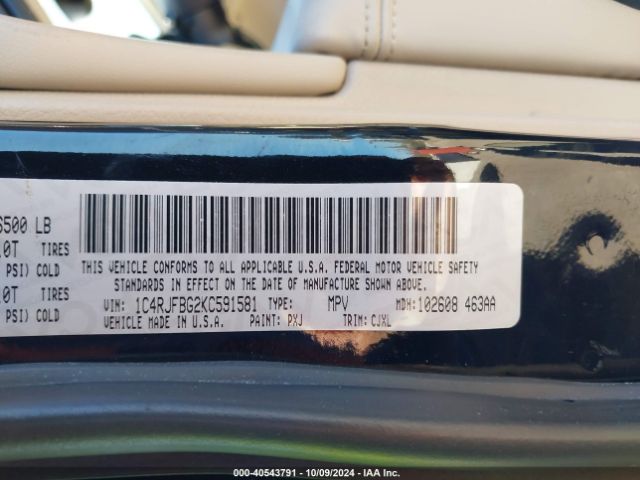 6500 LB
.0T TIRES
PSI) COLD
.0T TIRES
PSI) COLD
THIS VEHICLE CONFORMS TO ALL APPLICABLE U.S.A. FEDERAL MOTOR VEHICLE SAFETY
STANDARDS IN EFFECT ON THE DATE OF MANUFACTURE SHOWN ABOVE.
VIN: 1C4RJFBG2KC591581 TYPE: MPV MDH: 102608 463AA
VEHICLE MADE IN U.S.A. PAINT: PXJ TRIM: CJXL
000-40543791 - 10/09/2024 - IAA Inc.